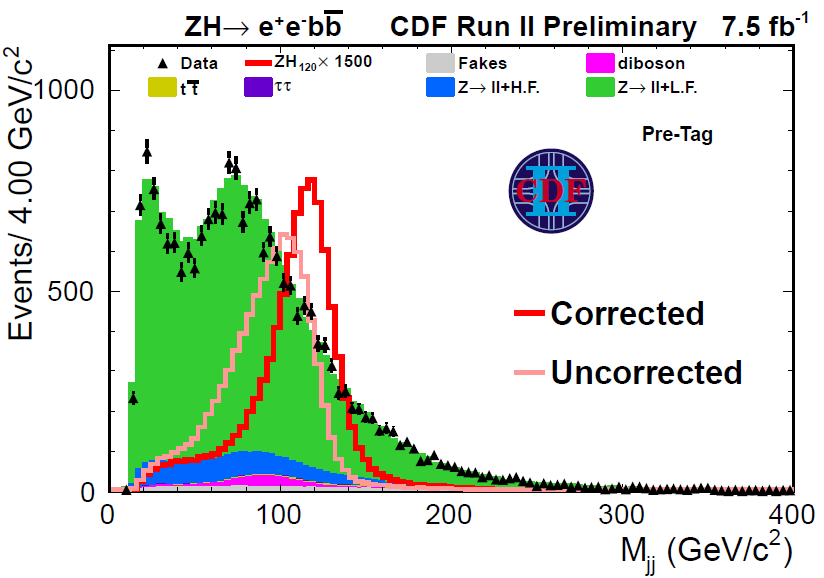 ZH→ e⁺e⁻bb̅ CDF Run II Preliminary 7.5 fb⁻¹
Data ZH₁₂₀× 1500 Fakes diboson
tt̅ ττ Z→ ll+H.F. Z→ ll+L.F.
Pre-Tag
II
CDF
Corrected
Uncorrected
Events/ 4.00 GeV/c²
1000
500
0
0 100 200 300 400
Mⱼⱼ (GeV/c²)